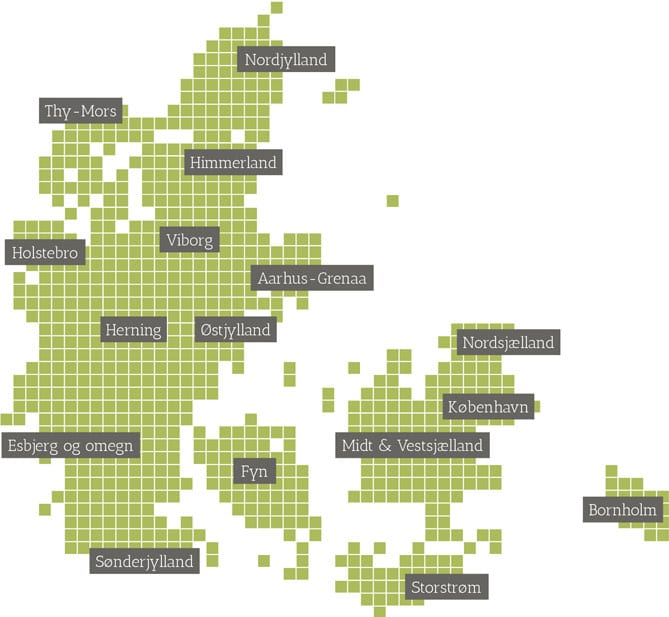 Nordjylland
Thy-Mors
Himmerland
Viborg
Holstebro
Aarhus-Grenaa
Herning
Østjylland
Nordsjælland
København
Esbjerg og omegn
Midt & Vestsjælland
Fyn
Bornholm
Sønderjylland
Storstrøm